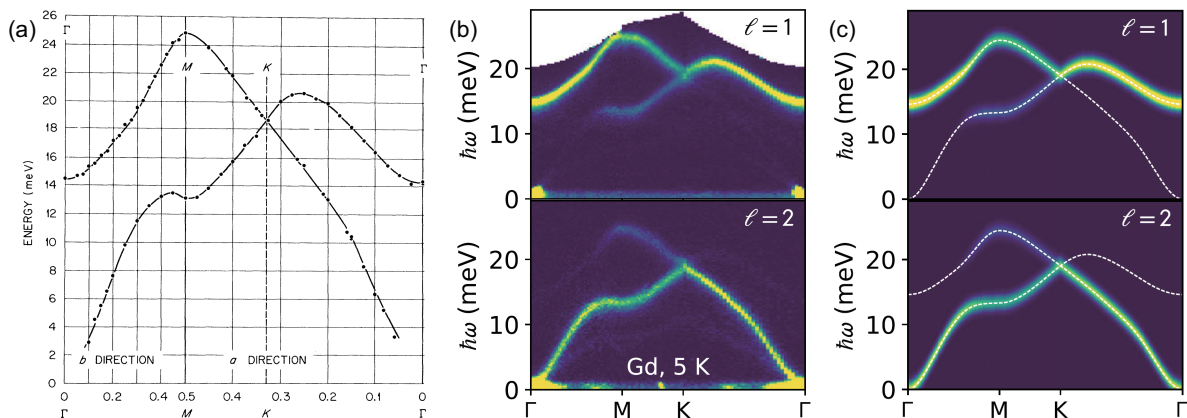 (a)
Γ
Γ
26
24
22
20
18
16
14
12
10
8
6
4
2
0
ENERGY (meV)
M
K
b DIRECTION
a DIRECTION
0 0.2 0.4 0.5 0.4 0.3 0.2 0.1 0
Γ M K Γ
(b)
ℓ = 1
ħω (meV)
20
10
0
ℓ = 2
ħω (meV)
20
10
0
Gd, 5 K
Γ M K Γ
(c)
ℓ = 1
ħω (meV)
20
10
0
ℓ = 2
ħω (meV)
20
10
0
Γ M K Γ